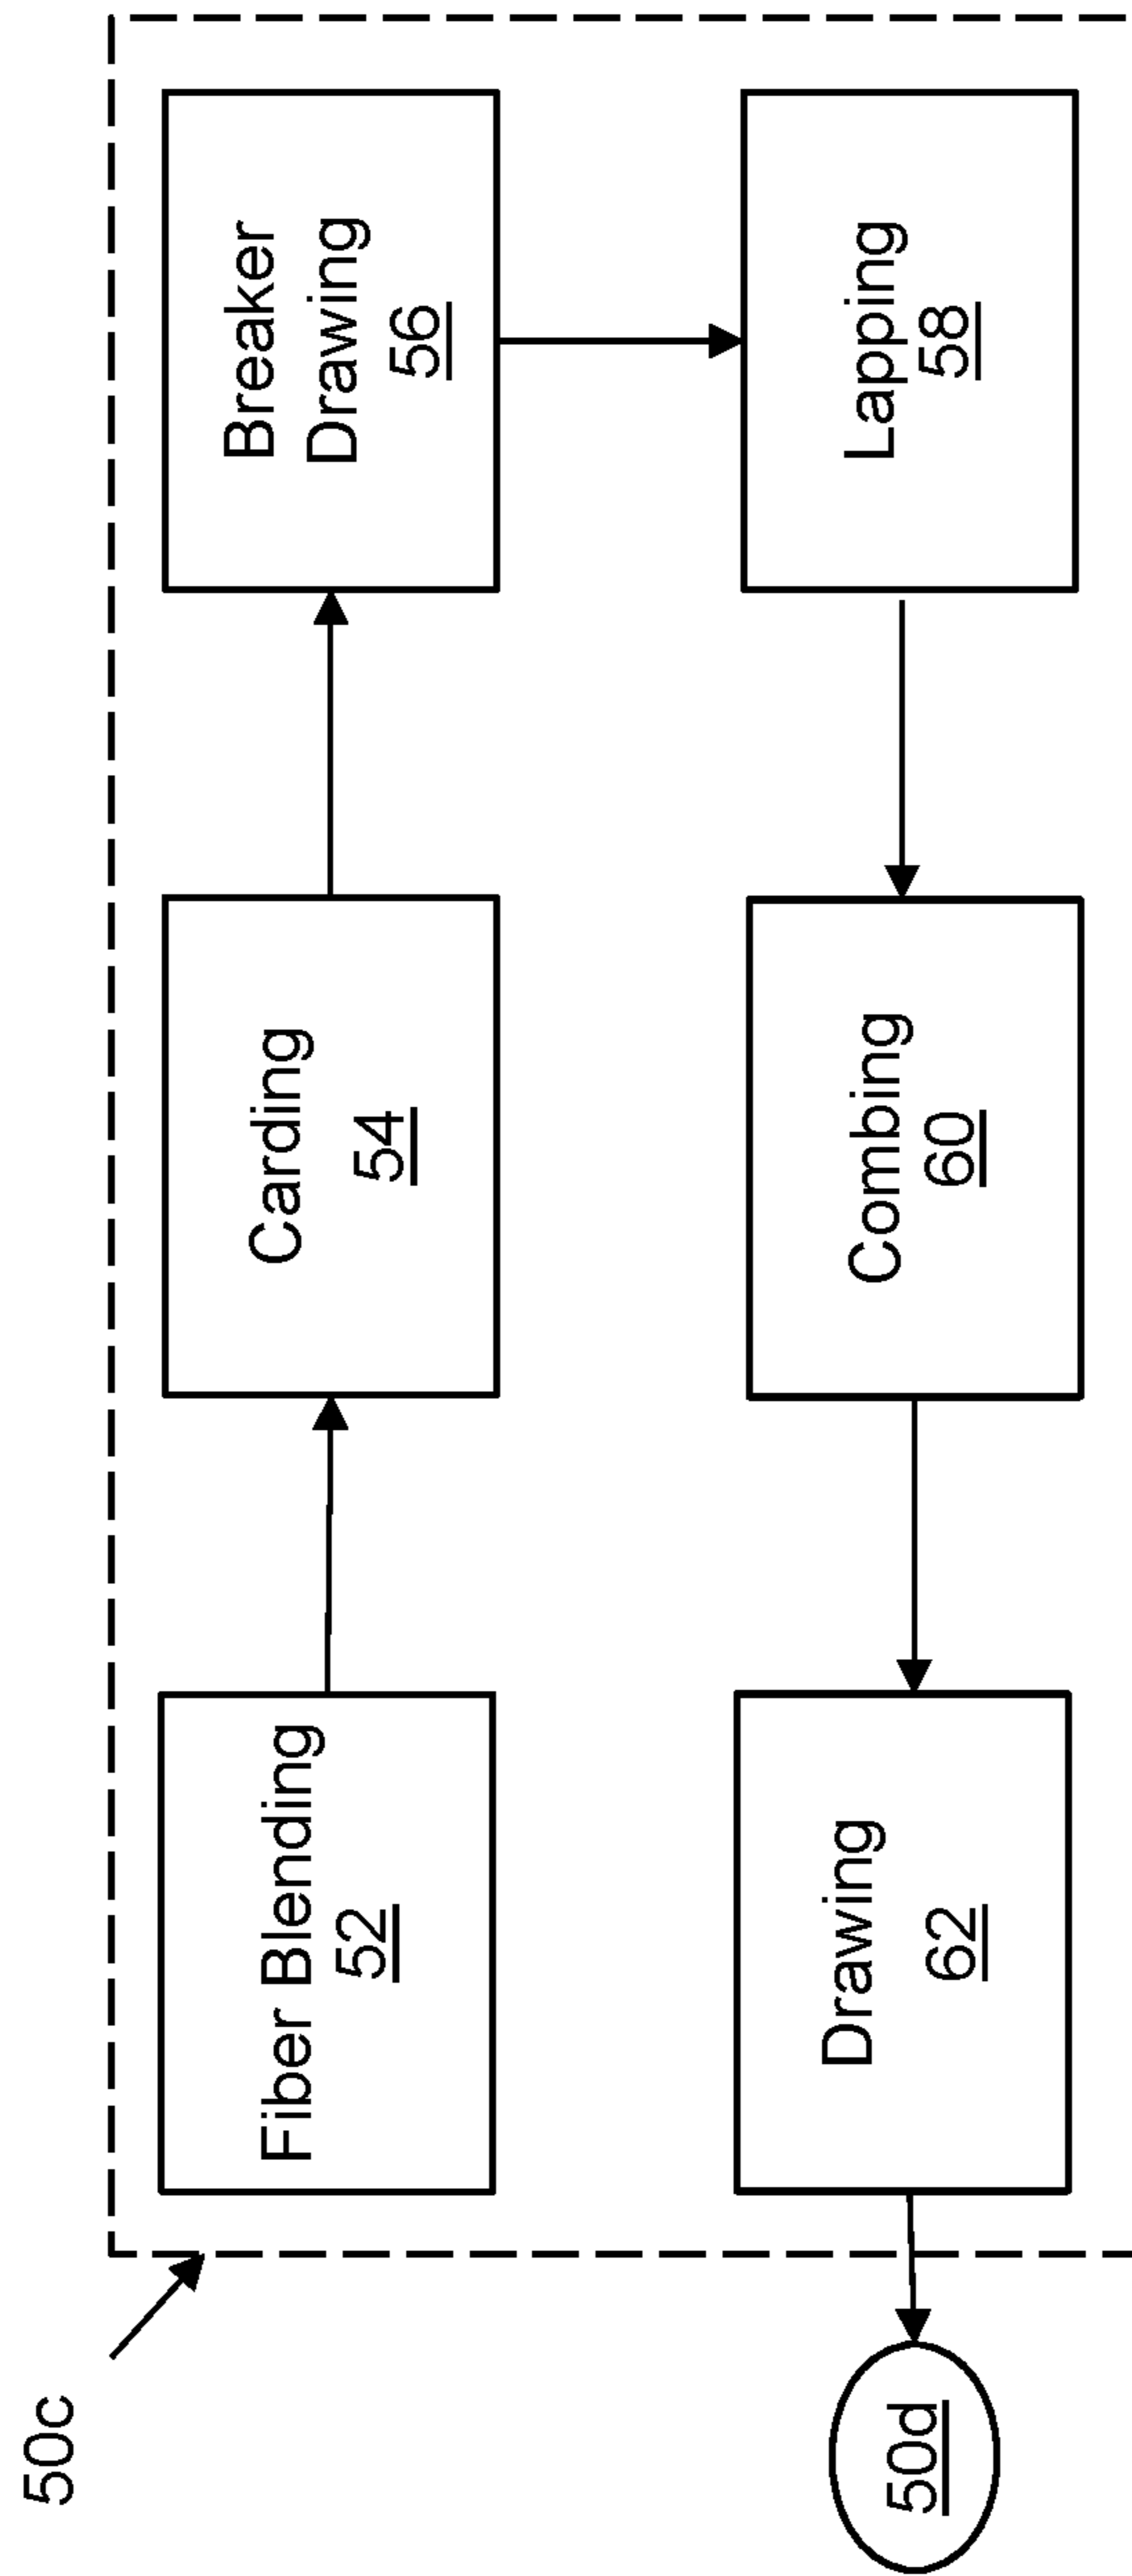 50c
Fiber Blending
52
Carding
54
Breaker
Drawing
56
Lapping
58
Combing
60
Drawing
62
50d